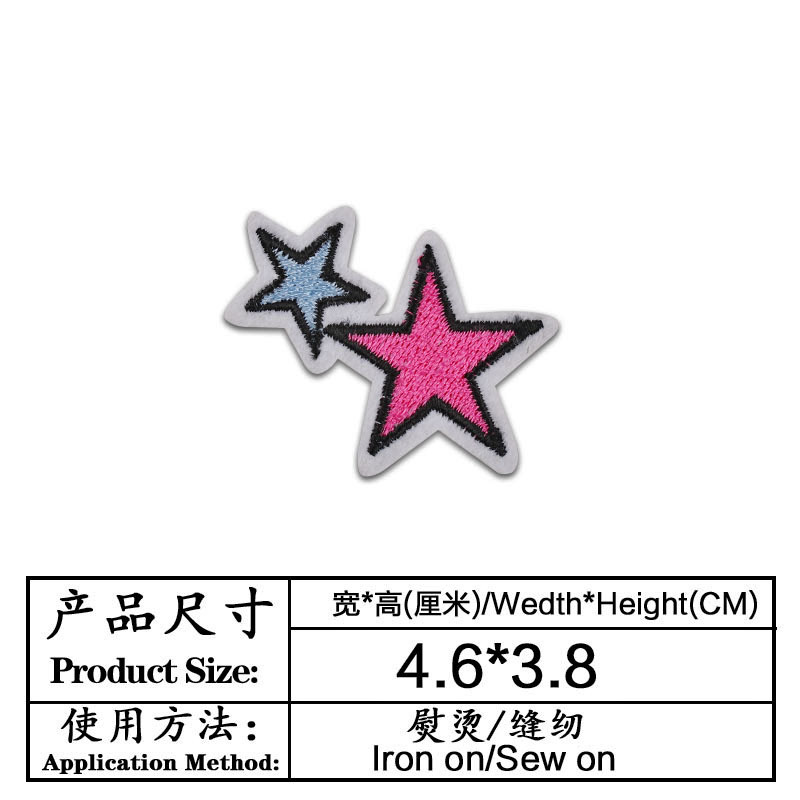 产品尺寸
Product Size:
宽*高(厘米)/Wedth*Height(CM)
4.6*3.8
使用方法:
Application Method:
熨烫/缝纫
Iron on/Sew on